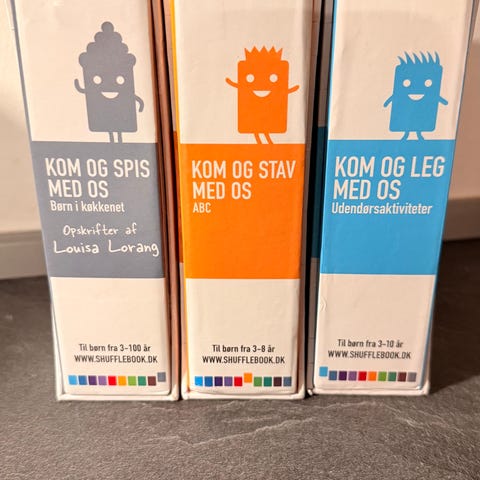 KOM OG SPIS
MED OS
Børn i køkkenet
Opskrifter af
Louisa Lorang
Til børn fra 3-100 år
WWW.SHUFFLEBOOK.DK
KOM OG STAV
MED OS
ABC
Til børn fra 3-8 år
WWW.SHUFFLEBOOK.DK
KOM OG LEG
MED OS
Udendørsaktiviteter
Til børn fra 3-10 år
WWW.SHUFFLEBOOK.DK